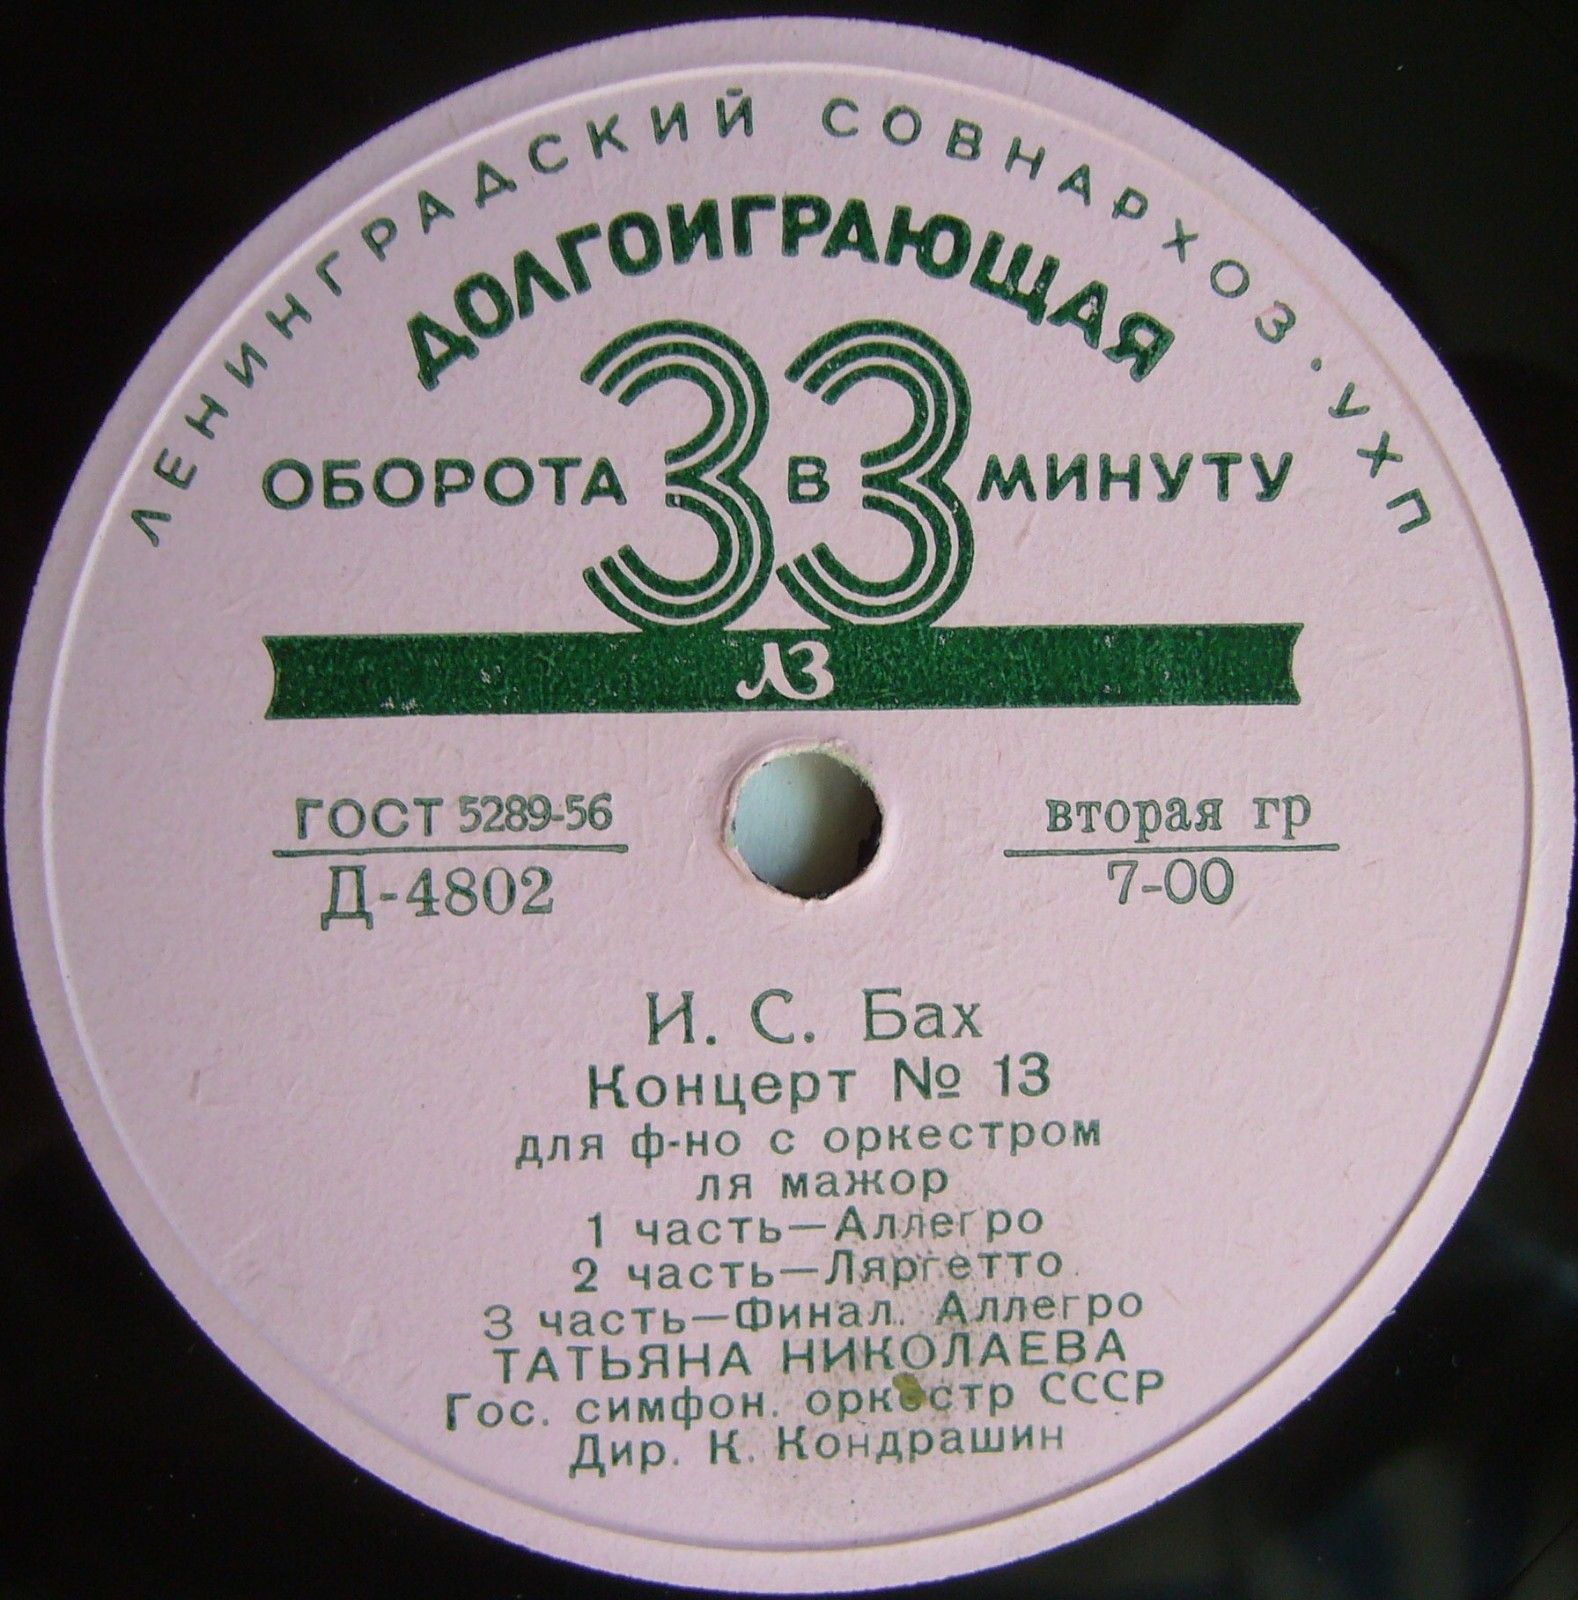 ЛЕНИНГРАДСКИЙ СОВНАРХОЗ. УХП
ДОЛГОИГРАЮЩАЯ
33
ОБОРОТА В МИНУТУ
ЛЗ
ГОСТ 5289-56
Д-4802
вторая гр
7-00
И. С. Бах
Концерт № 13
для ф-но с оркестром
ля мажор
1 часть—Аллегро
2 часть—Ляргетто
3 часть—Финал. Аллегро
ТАТЬЯНА НИКОЛАЕВА
Гос. симфон. оркестр СССР
Дир. К. Кондрашин